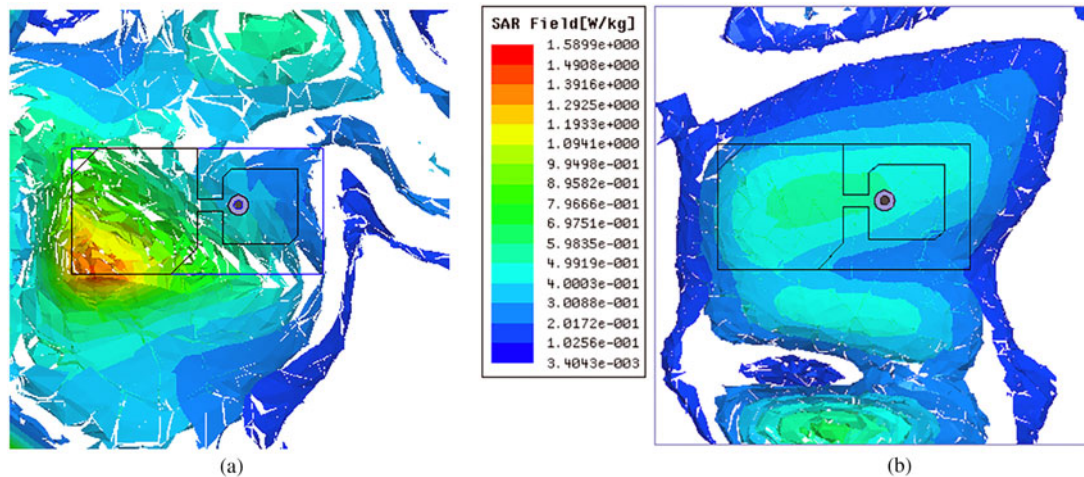 SAR Field[W/kg]
1.5899e+000
1.4908e+000
1.3916e+000
1.2925e+000
1.1933e+000
1.0941e+000
9.9498e-001
8.9582e-001
7.9666e-001
6.9751e-001
5.9835e-001
4.9919e-001
4.0003e-001
3.0088e-001
2.0172e-001
1.0256e-001
3.4043e-003
(a)
(b)